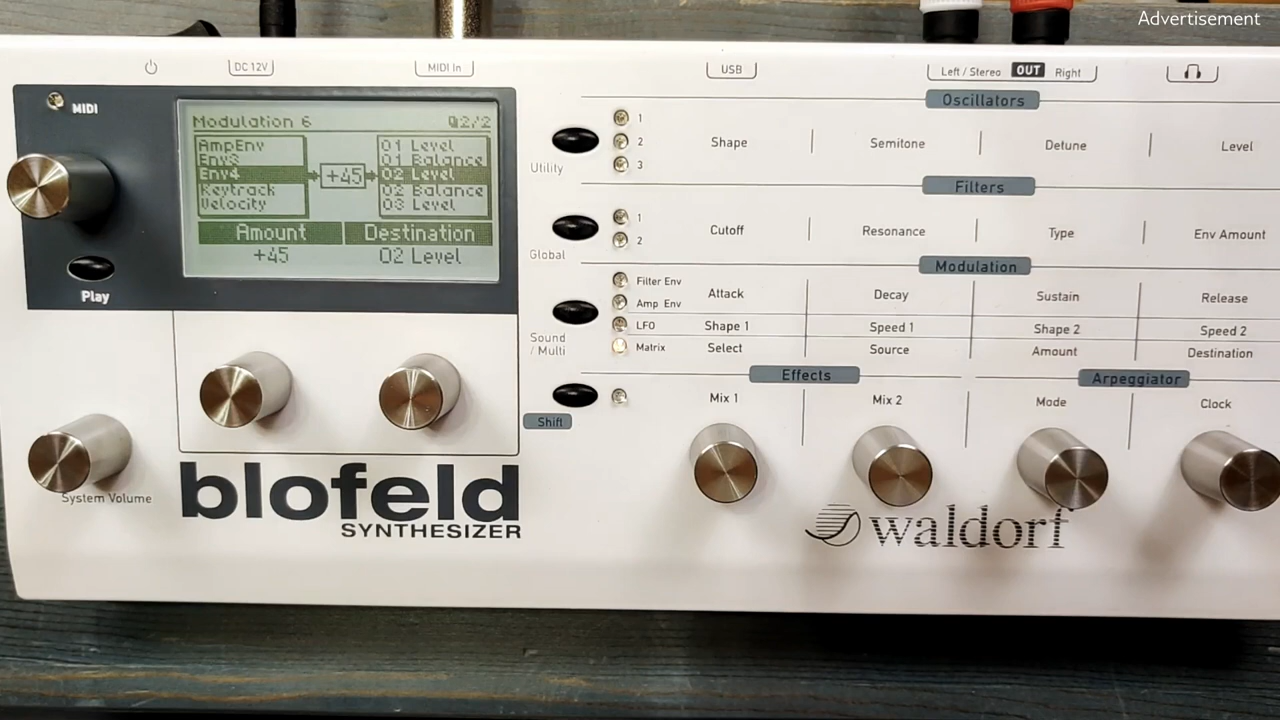 Advertisement
DC 12V
MIDI In
USB
Left / Stereo OUT Right
MIDI
Modulation 6 2/2
AmpEnv
Env3
Env4
Keytrack
Velocity
+45
O1 Level
O1 Balance
O2 Level
O2 Balance
O3 Level
Amount Destination
+45 O2 Level
Play
System Volume
blofeld
SYNTHESIZER
Utility
Global
Sound
/ Multi
Shift
Oscillators
1
2
3
Shape Semitone Detune Level
Filters
1
2
Cutoff Resonance Type Env Amount
Modulation
Filter Env
Amp Env
Attack Decay Sustain Release
LFO Shape 1 Speed 1 Shape 2 Speed 2
Matrix Select Source Amount Destination
Effects Arpeggiator
Mix 1 Mix 2 Mode Clock
waldorf